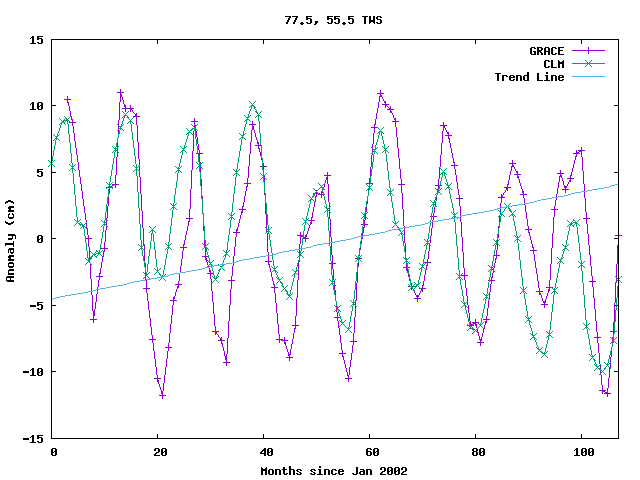 77.5, 55.5 TWS
GRACE
CLM
Trend Line
15
10
5
0
-5
-10
-15
Anomaly (cm)
0 20 40 60 80 100
Months since Jan 2002